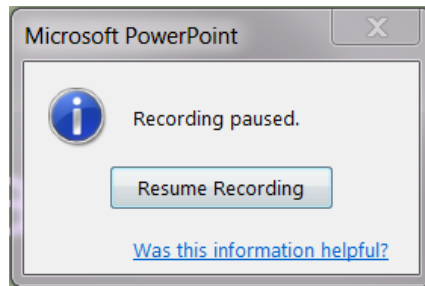 Microsoft PowerPoint
Recording paused.
Resume Recording
Was this information helpful?